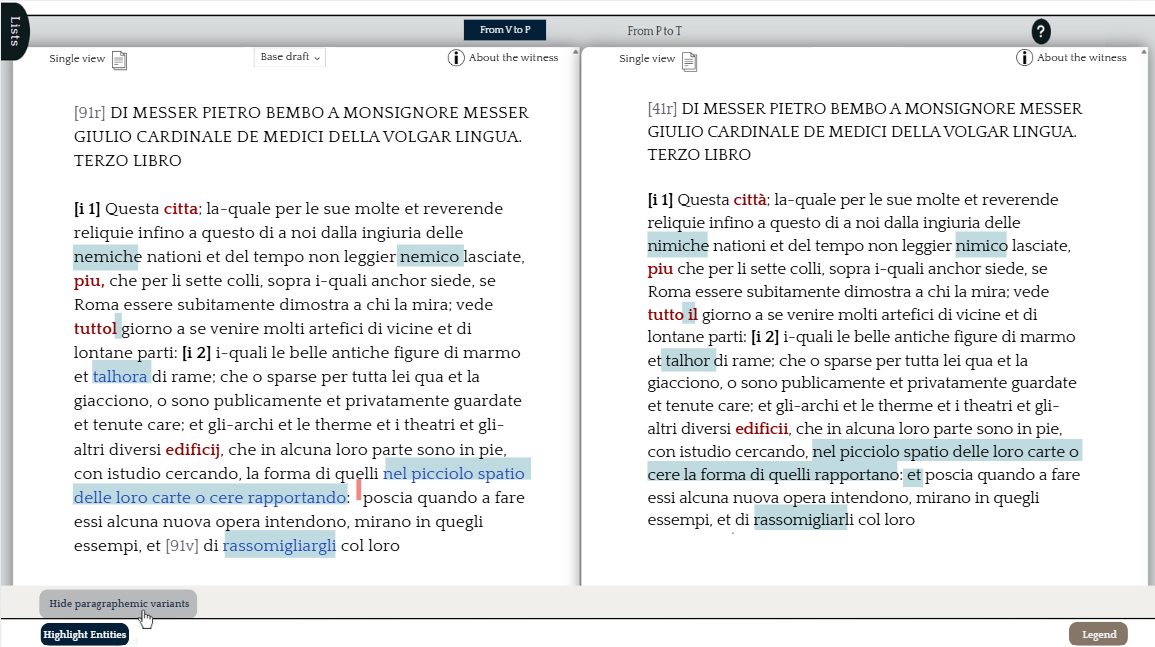 Lists
From V to P
From P to T
?
Single view
Base draft
About the witness
[91r] DI MESSER PIETRO BEMBO A MONSIGNORE MESSER
GIULIO CARDINALE DE MEDICI DELLA VOLGAR LINGUA.
TERZO LIBRO
[i 1] Questa citta; la-quale per le sue molte et reverende
reliquie infino a questo di a noi dalla ingiuria delle
nemiche nationi et del tempo non leggier nemico lasciate,
piu, che per li sette colli, sopra i-quali anchor siede, se
Roma essere subitamente dimostra a chi la mira; vede
tuttol giorno a se venire molti artefici di vicine et di
lontane parti: [i 2] i-quali le belle antiche figure di marmo
et talhora di rame; che o sparse per tutta lei qua et la
giacciono, o sono publicamente et privatamente guardate
et tenute care; et gli-archi et le therme et i theatri et gli-
altri diversi edificij, che in alcuna loro parte sono in pie,
con istudio cercando, la forma di quelli nel picciolo spatio
delle loro carte o cere rapportando: poscia quando a fare
essi alcuna nuova opera intendono, mirano in quegli
essempi, et [91v] di rassomigliargli col loro
Single view
About the witness
[41r] DI MESSER PIETRO BEMBO A MONSIGNORE MESSER
GIULIO CARDINALE DE MEDICI DELLA VOLGAR LINGUA.
TERZO LIBRO
[i 1] Questa città; la-quale per le sue molte et reverende
reliquie infino a questo di a noi dalla ingiuria delle
nimiche nationi et del tempo non leggier nimico lasciate,
piu che per li sette colli, sopra i-quali anchor siede, se
Roma essere subitamente dimostra a chi la mira; vede
tutto il giorno a se venire molti artefici di vicine et di
lontane parti: [i 2] i-quali le belle antiche figure di marmo
et talhor di rame; che o sparse per tutta lei qua et la
giacciono, o sono publicamente et privatamente guardate
et tenute care; et gli-archi et le therme et i theatri et gli-
altri diversi edificii, che in alcuna loro parte sono in pie,
con istudio cercando, nel picciolo spatio delle loro carte o
cere la forma di quelli rapportano: et poscia quando a fare
essi alcuna nuova opera intendono, mirano in quegli
essempi, et di rassomigliarli col loro
Hide paragraphemic variants
Highlight Entities
Legend